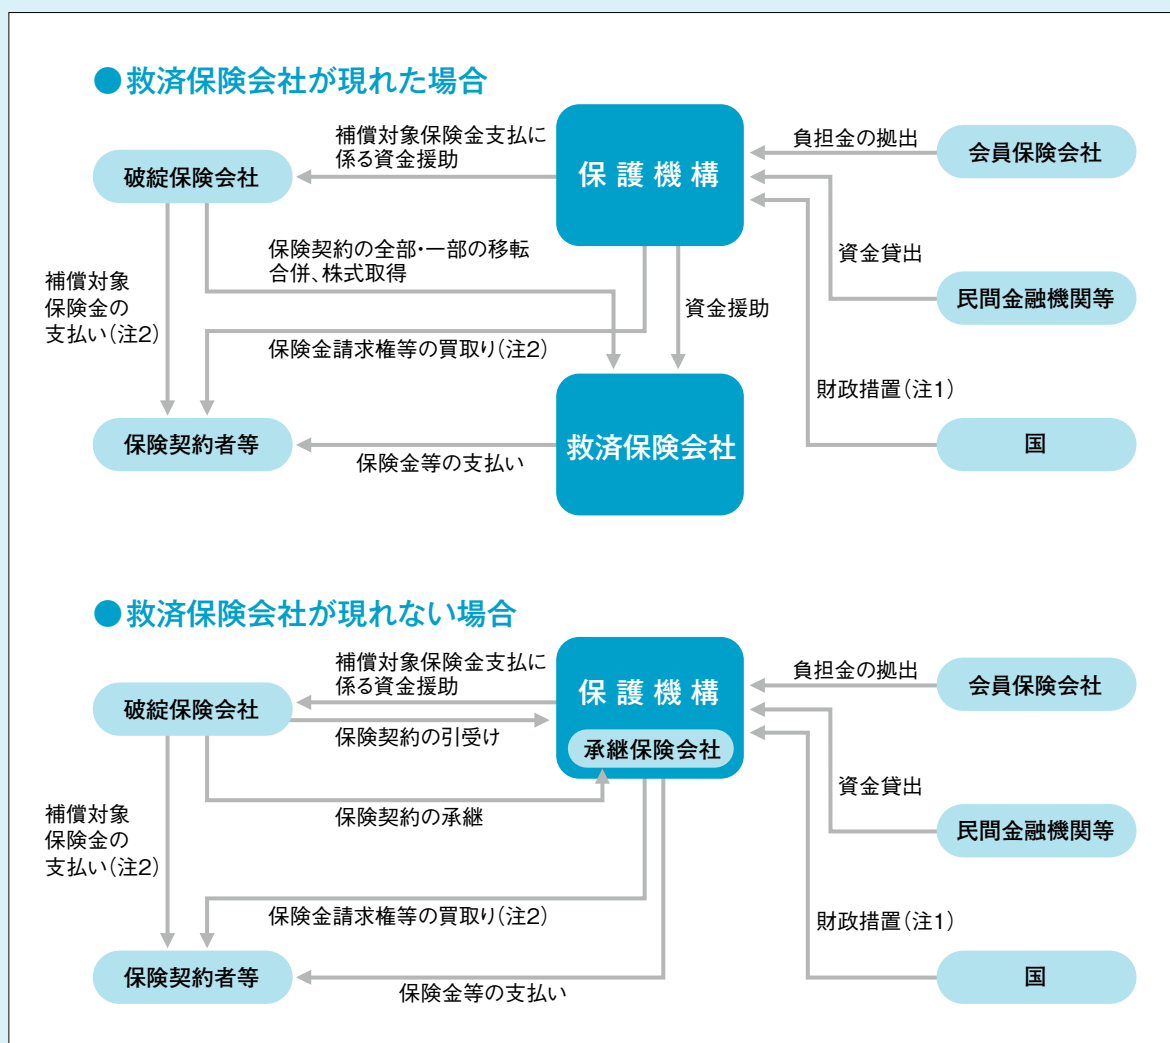 ●救済保険会社が現れた場合
補償対象保険金支払に
係る資金援助
保護機構
負担金の拠出
会員保険会社
破綻保険会社
保険契約の全部・一部の移転
合併、株式取得
資金貸出
補償対象
保険金の
支払い(注2)
民間金融機関等
資金援助
保険金請求権等の買取り(注2)
財政措置(注1)
保険契約者等
救済保険会社
国
保険金等の支払い
●救済保険会社が現れない場合
補償対象保険金支払に
係る資金援助
保護機構
負担金の拠出
会員保険会社
破綻保険会社
保険契約の引受け
承継保険会社
資金貸出
補償対象
保険金の
支払い(注2)
保険契約の承継
民間金融機関等
保険金請求権等の買取り(注2)
財政措置(注1)
保険契約者等
国
保険金等の支払い